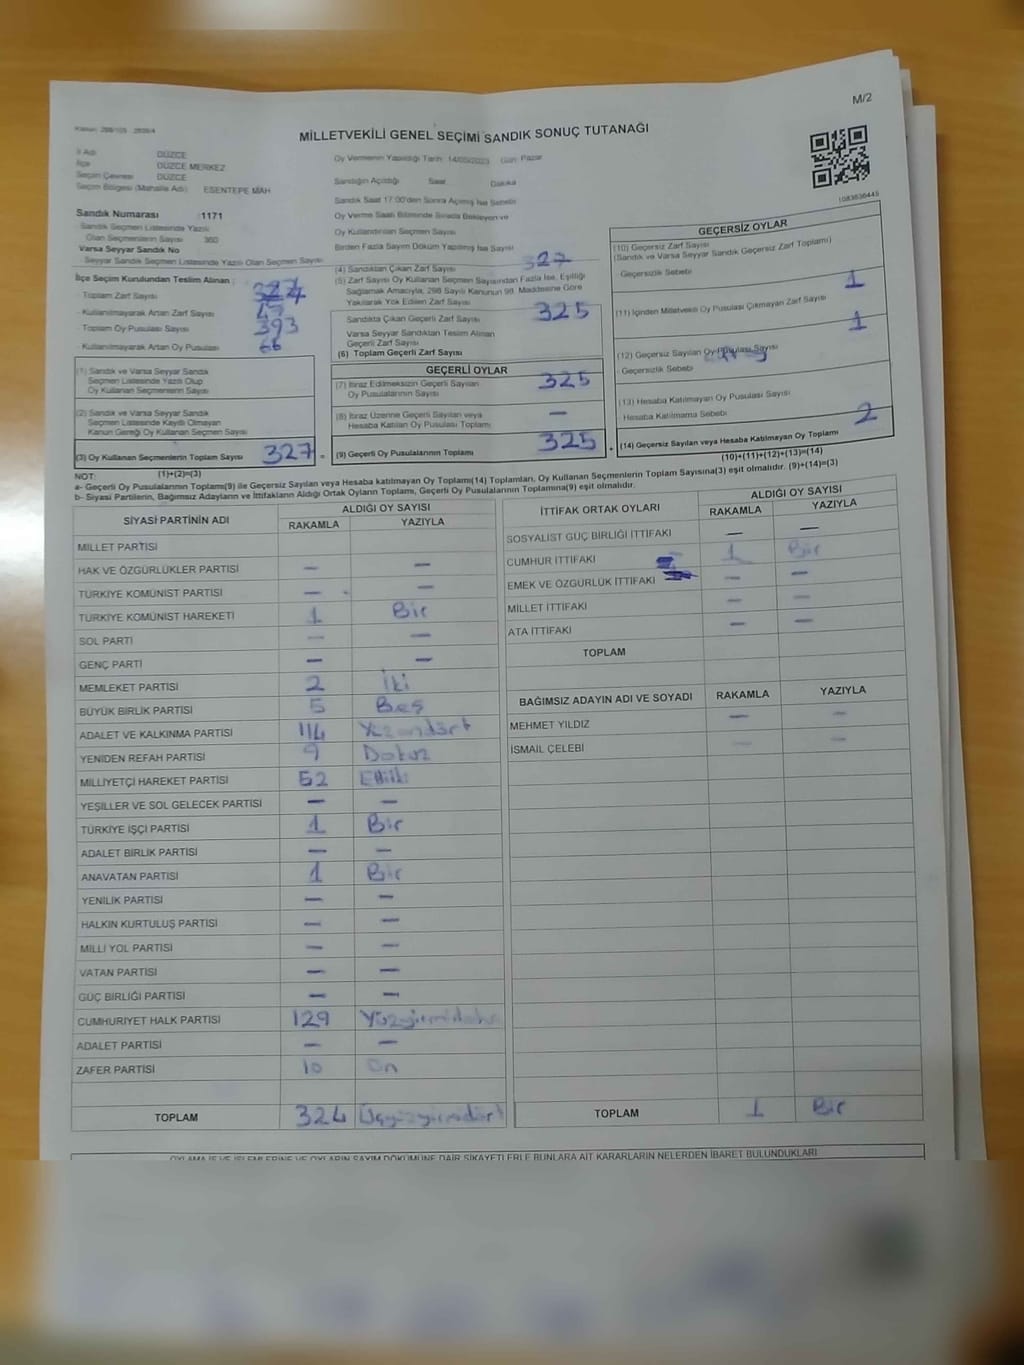 M/2
MİLLETVEKİLİ GENEL SEÇİMİ SANDIK SONUÇ TUTANAĞI
İl Adı DÜZCE
İlçe DÜZCE MERKEZ
Seçim Çevresi DÜZCE
Seçim Bölgesi (Mahalle Adı) ESENTEPE MAH
Sandık Numarası :1171
Sandık Seçmen Listesinde Yazılı
Olan Seçmenlerin Sayısı 360
Varsa Seyyar Sandık No
Seyyar Sandık Seçmen Listesinde Yazılı Olan Seçmen Sayısı
İlçe Seçim Kurulundan Teslim Alınan :
- Toplam Zarf Sayısı
- Kullanılmayarak Artan Zarf Sayısı 47
- Toplam Oy Pusulası Sayısı 393
- Kullanılmayarak Artan Oy Pusulası 66
(1) Sandık ve Varsa Seyyar Sandık
Seçmen Listesinde Yazılı Olup
Oy Kullanan Seçmenlerin Sayısı
(2) Sandık ve Varsa Seyyar Sandık
Seçmen Listesinde Kayıtlı Olmayan
Kanun Gereği Oy Kullanan Seçmen Sayısı
(3) Oy Kullanan Seçmenlerin Toplam Sayısı 327
(1)+(2)=(3)
Oy Vermenin Yapıldığı Tarih: 14/05/2023 Gün: Pazar
Sandığın Açıldığı Saat Dakika
Sandık Saat 17:00'den Sonra Açılmış İse Sebebi
Oy Verme Saati Bitiminde Sırada Bekleyen ve
Oy Kullandırılan Seçmen Sayısı
Birden Fazla Sayım Döküm Yapılmış İse Sayısı
(4) Sandıktan Çıkan Zarf Sayısı 327
(5) Zarf Sayısı Oy Kullanan Seçmen Sayısından Fazla İse, Eşitliği
Sağlamak Amacıyla, 298 Sayılı Kanunun 98. Maddesine Göre
Yakılarak Yok Edilen Zarf Sayısı
Sandıkta Çıkan Geçerli Zarf Sayısı 325
Varsa Seyyar Sandıktan Teslim Alınan
Geçerli Zarf Sayısı
(6) Toplam Geçerli Zarf Sayısı
GEÇERLİ OYLAR
(7) İtiraz Edilmeksizin Geçerli Sayılan
Oy Pusulalarının Sayısı 325
(8) İtiraz Üzerine Geçerli Sayılan veya
Hesaba Katılan Oy Pusulası Toplamı —
(9) Geçerli Oy Pusulalarının Toplamı 325
1083636445
GEÇERSİZ OYLAR
(10) Geçersiz Zarf Sayısı
(Sandık ve Varsa Seyyar Sandık Geçersiz Zarf Toplamı)
Geçersizlik Sebebi 1
(11) İçinden Milletvekili Oy Pusulası Çıkmayan Zarf Sayısı 1
(12) Geçersiz Sayılan Oy Pusulası Sayısı
Geçersizlik Sebebi
(13) Hesaba Katılmayan Oy Pusulası Sayısı
Hesaba Katılmama Sebebi
(14) Geçersiz Sayılan veya Hesaba Katılmayan Oy Toplamı 2
(10)+(11)+(12)+(13)=(14)
NOT:
a- Geçerli Oy Pusulalarının Toplamı(9) ile Geçersiz Sayılan veya Hesaba katılmayan Oy Toplamı(14) Toplamları, Oy Kullanan Seçmenlerin Toplam Sayısına(3) eşit olmalıdır. (9)+(14)=(3)
b- Siyasi Partilerin, Bağımsız Adayların ve İttifakların Aldığı Ortak Oyların Toplamı, Geçerli Oy Pusulalarının Toplamına(9) eşit olmalıdır.
SİYASİ PARTİNİN ADI ALDIĞI OY SAYISI
RAKAMLA YAZIYLA
MİLLET PARTİSİ
HAK VE ÖZGÜRLÜKLER PARTİSİ — —
TÜRKİYE KOMÜNİST PARTİSİ — —
TÜRKİYE KOMÜNİST HAREKETİ 1 Bir
SOL PARTİ — —
GENÇ PARTİ — —
MEMLEKET PARTİSİ 2 İki
BÜYÜK BİRLİK PARTİSİ 5 Beş
ADALET VE KALKINMA PARTİSİ 114 Yüzondört
YENİDEN REFAH PARTİSİ 9 Dokuz
MİLLİYETÇİ HAREKET PARTİSİ 52
YEŞİLLER VE SOL GELECEK PARTİSİ — —
TÜRKİYE İŞÇİ PARTİSİ 1 Bir
ADALET BİRLİK PARTİSİ — —
ANAVATAN PARTİSİ 1 Bir
YENİLİK PARTİSİ — —
HALKIN KURTULUŞ PARTİSİ — —
MİLLİ YOL PARTİSİ — —
VATAN PARTİSİ — —
GÜÇ BİRLİĞİ PARTİSİ — —
CUMHURİYET HALK PARTİSİ 129
ADALET PARTİSİ — —
ZAFER PARTİSİ 10 On
TOPLAM 324 Üçyüzyirmidört
İTTİFAK ORTAK OYLARI ALDIĞI OY SAYISI
RAKAMLA YAZIYLA
SOSYALİST GÜÇ BİRLİĞİ İTTİFAKI — —
CUMHUR İTTİFAKI 1 Bir
EMEK VE ÖZGÜRLÜK İTTİFAKI — —
MİLLET İTTİFAKI — —
ATA İTTİFAKI — —
TOPLAM
BAĞIMSIZ ADAYIN ADI VE SOYADI RAKAMLA YAZIYLA
MEHMET YILDIZ — —
İSMAİL ÇELEBİ — —
TOPLAM 1 Bir
OYLAMA İŞ VE İŞLEMLERİNE VE OYLARIN SAYIM DÖKÜMÜNE DAİR ŞİKAYETLERLE BUNLARA AİT KARARLARIN NELERDEN İBARET BULUNDUKLARI